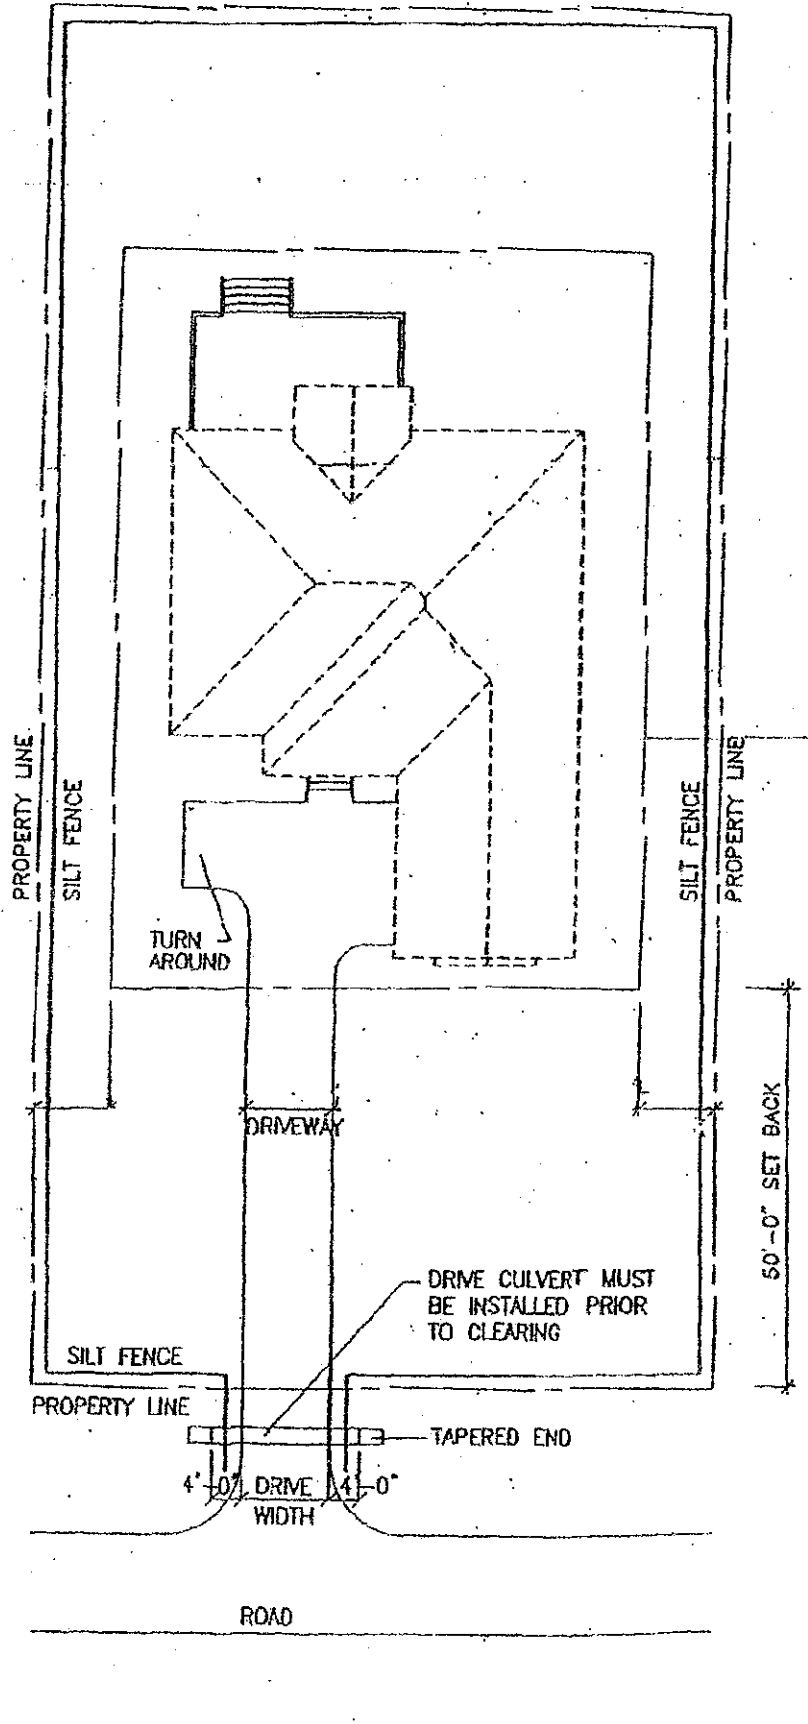 PROPERTY LINE
SILT FENCE
SILT FENCE
PROPERTY LINE
TURN
AROUND
DRIVEWAY
50'-0" SET BACK
DRIVE CULVERT MUST
BE INSTALLED PRIOR
TO CLEARING
SILT FENCE
PROPERTY LINE
TAPERED END
4'-0" DRIVE 4'-0"
WIDTH
ROAD